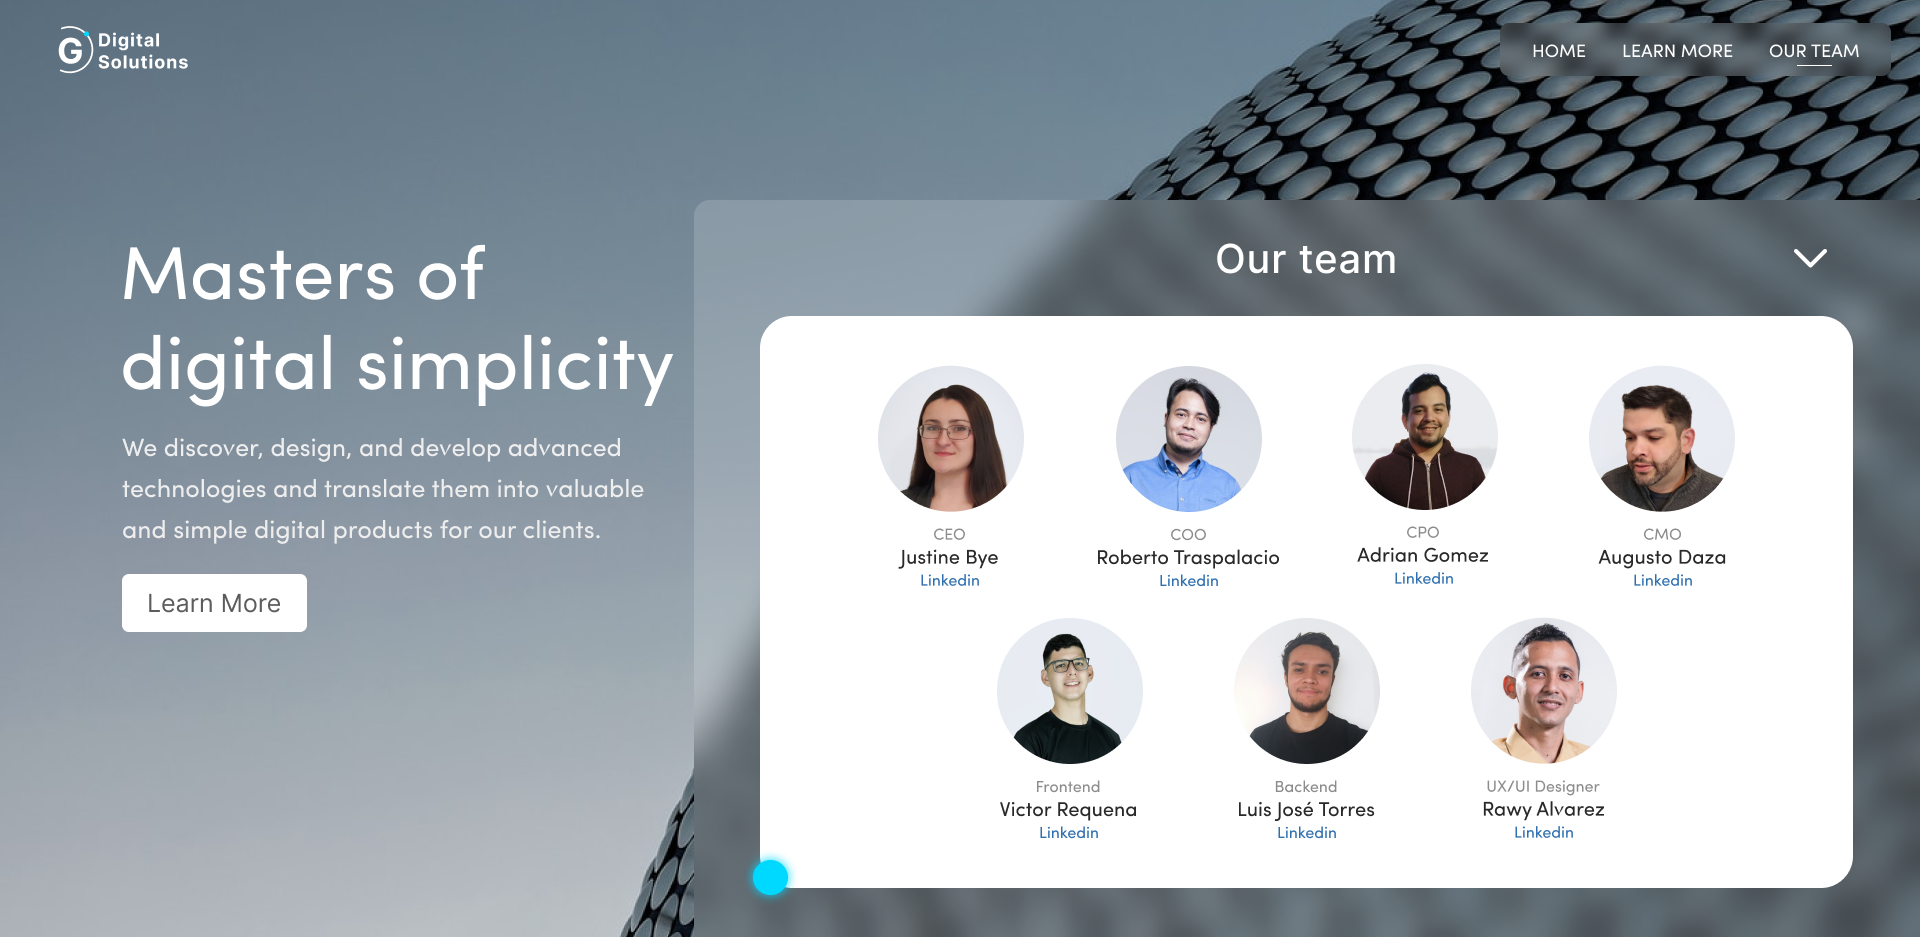 G Digital
Solutions
HOME LEARN MORE OUR TEAM
Masters of
digital simplicity
We discover, design, and develop advanced
technologies and translate them into valuable
and simple digital products for our clients.
Learn More
Our team
CEO
Justine Bye
Linkedin
COO
Roberto Traspalacio
Linkedin
CPO
Adrian Gomez
Linkedin
CMO
Augusto Daza
Linkedin
Frontend
Victor Requena
Linkedin
Backend
Luis José Torres
Linkedin
UX/UI Designer
Rawy Alvarez
Linkedin